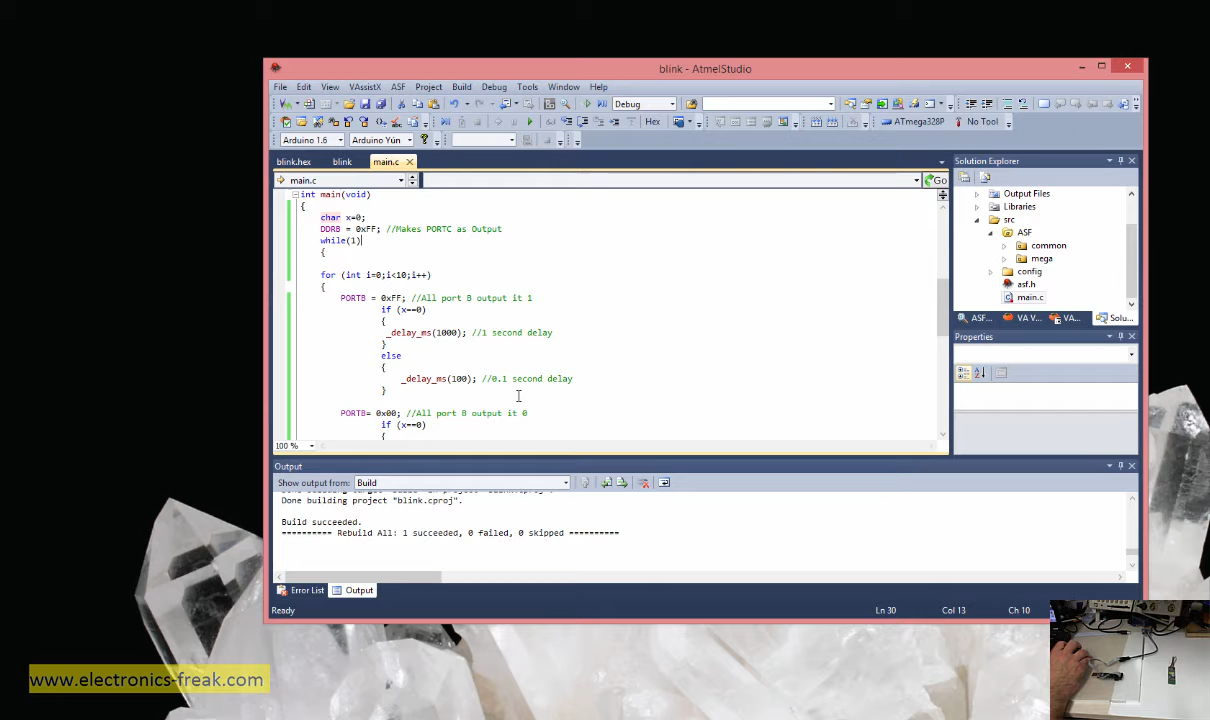 blink - AtmelStudio
File Edit View VAssistX ASF Project Build Debug Tools Window Help
Debug
Hex ATmega328P No Tool
Arduino 1.6 Arduino Yún
blink.hex blink main.c
main.c Go
int main(void)
{
char x=0;
DDRB = 0xFF; //Makes PORTC as Output
while(1)
{
for (int i=0;i<10;i++)
{
PORTB = 0xFF; //All port B output it 1
if (x==0)
{
_delay_ms(1000); //1 second delay
}
else
{
_delay_ms(100); //0.1 second delay
}
PORTB= 0x00; //All port B output it 0
if (x==0)
{
100 %
Solution Explorer
Output Files
Libraries
src
ASF
common
mega
config
asf.h
main.c
ASF... VA V... VA... Solu...
Properties
Output
Show output from: Build
Done building project "blink.cproj".
Build succeeded.
========== Rebuild All: 1 succeeded, 0 failed, 0 skipped ==========
Error List Output
Ready Ln 30 Col 13 Ch 10
www.electronics-freak.com